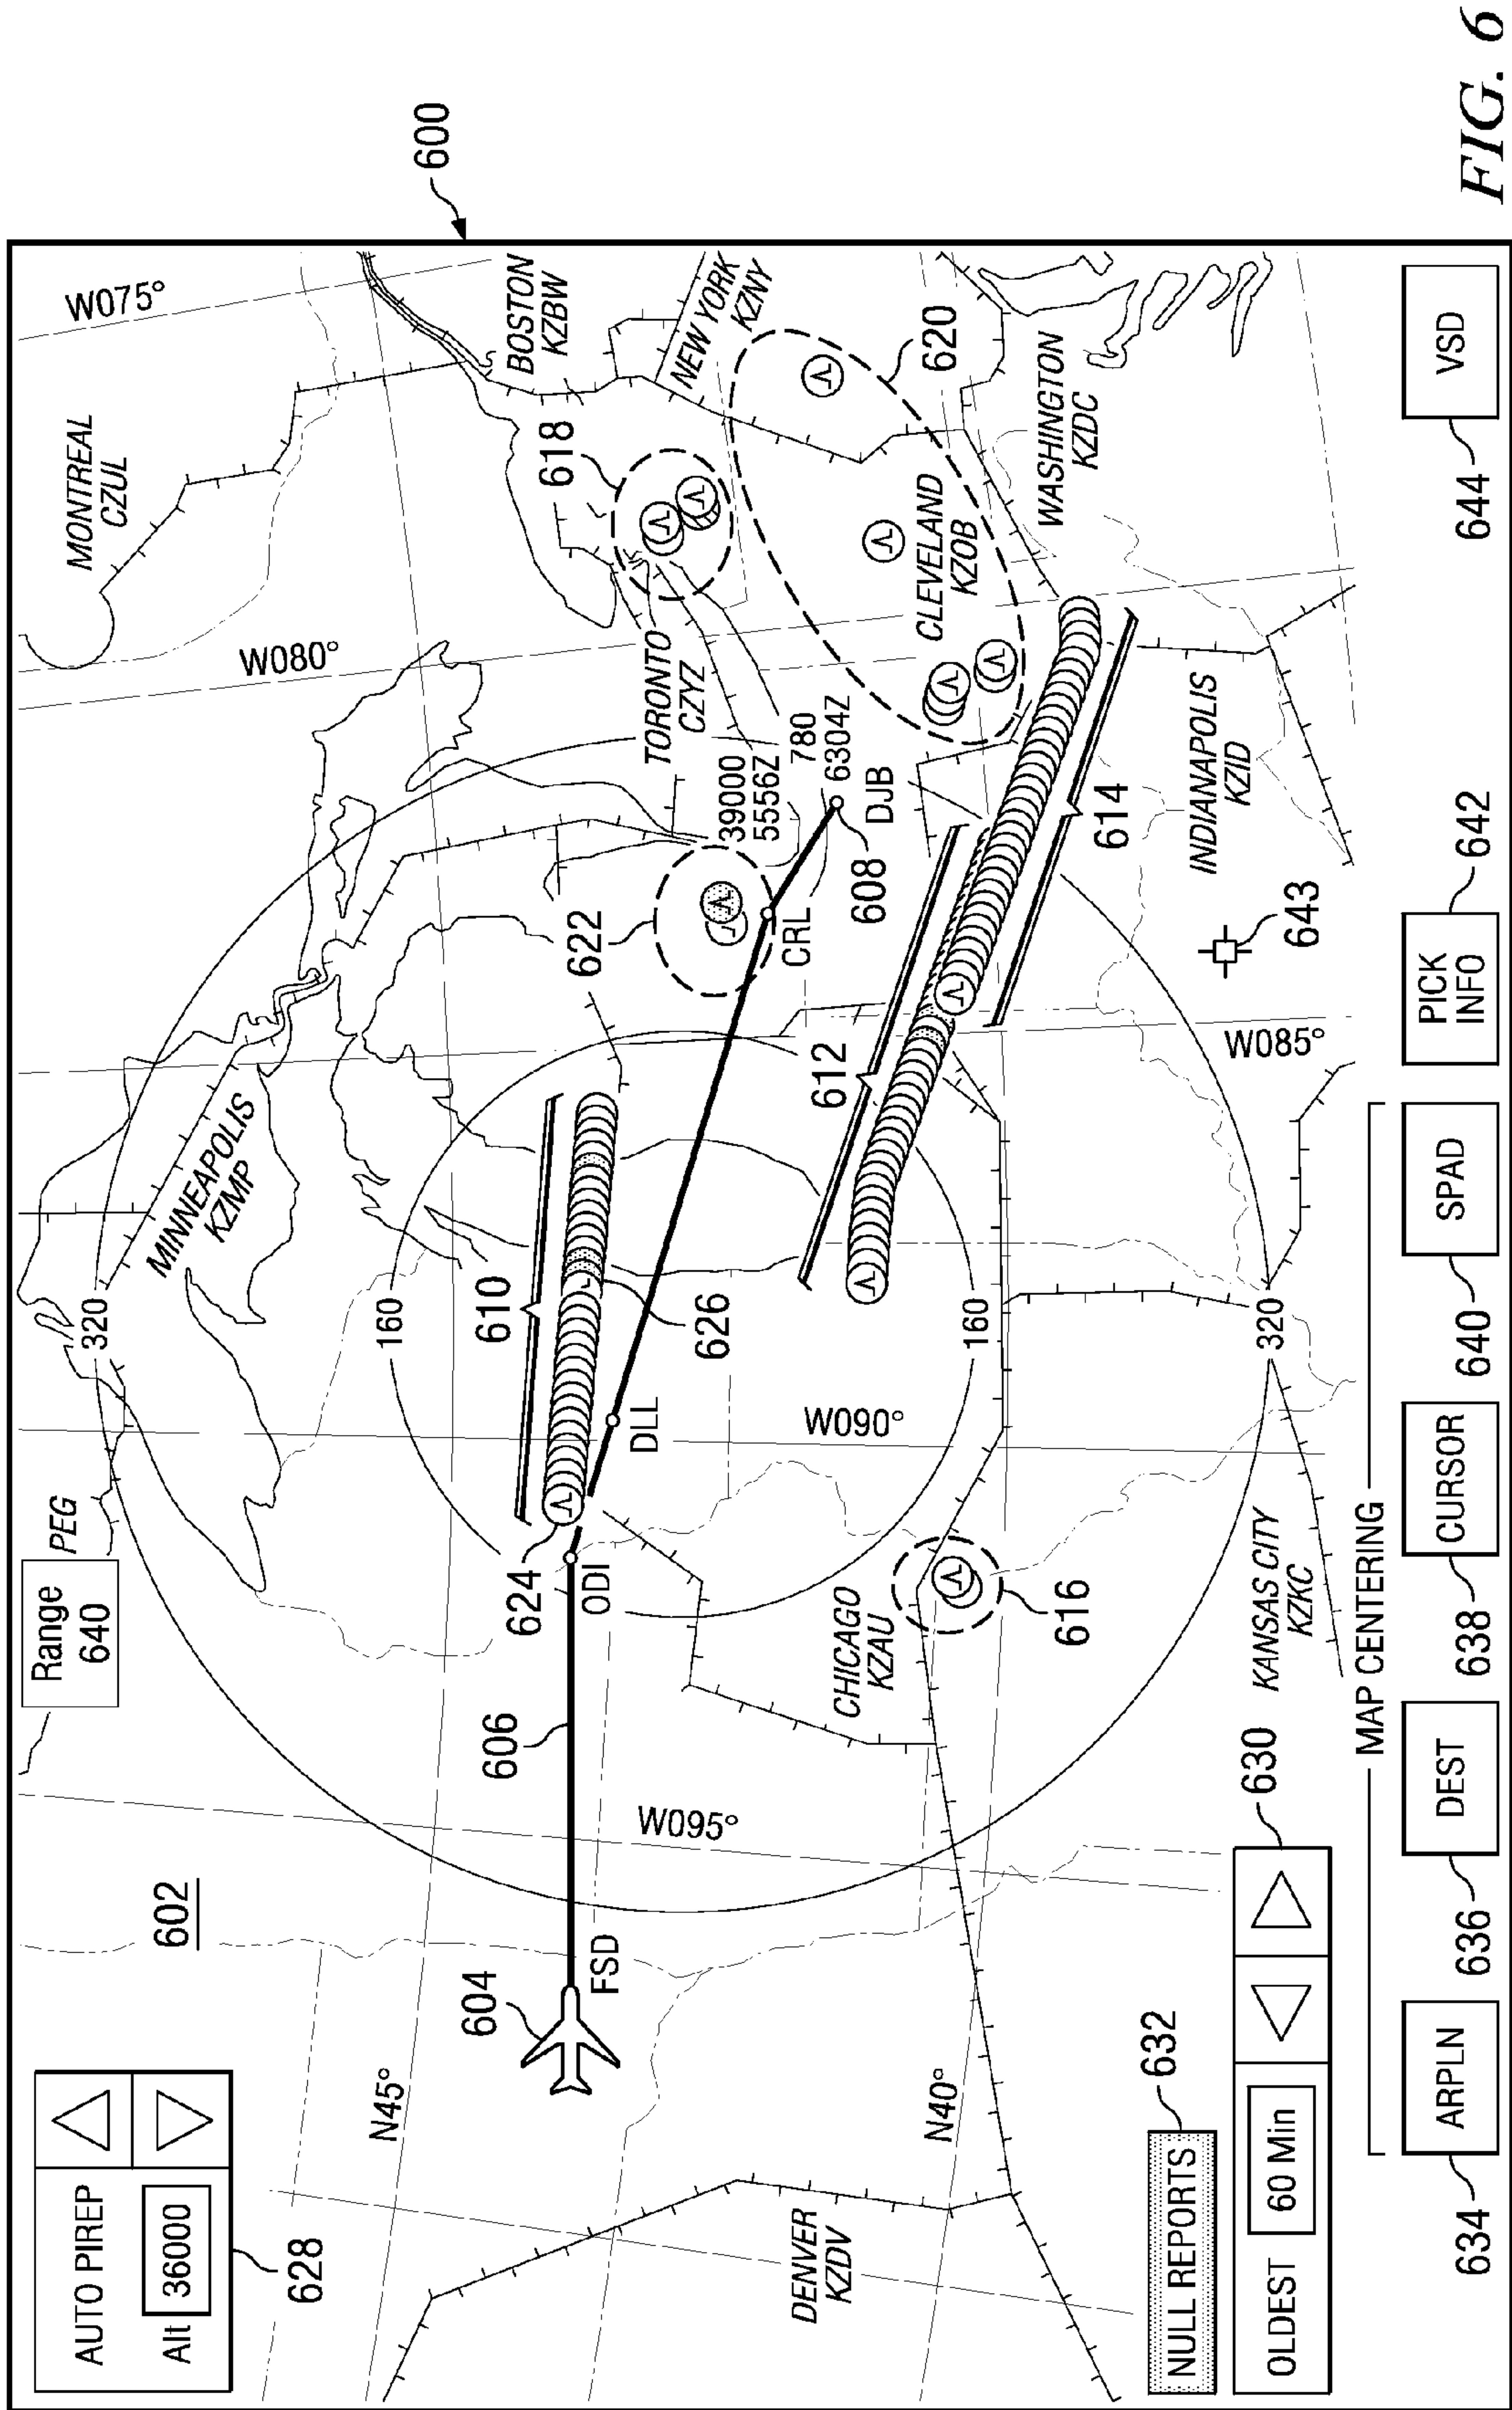 AUTO PIREP
Alt 36000
628
602
Range
640
PEG
320
MINNEAPOLIS
KZMP
W080°
MONTREAL
CZUL
W075°
600
N45°
604
FSD
606
W095°
624
ODI
610
160
626
DLL
W090°
622
CRL
39000
5556Z
780
6304Z
DJB
608
TORONTO
CZYZ
618
BOSTON
KZBW
NEW YORK
KZNY
620
CLEVELAND
KZOB
WASHINGTON
KZDC
DENVER
KZDV
N40°
CHICAGO
KZAU
616
160
612
614
W085°
643
INDIANAPOLIS
KZID
320
KANSAS CITY
KZKC
NULL REPORTS
632
OLDEST 60 Min
630
MAP CENTERING
ARPLN
DEST
CURSOR
SPAD
PICK
INFO
VSD
634
636
638
640
642
644
FIG. 6